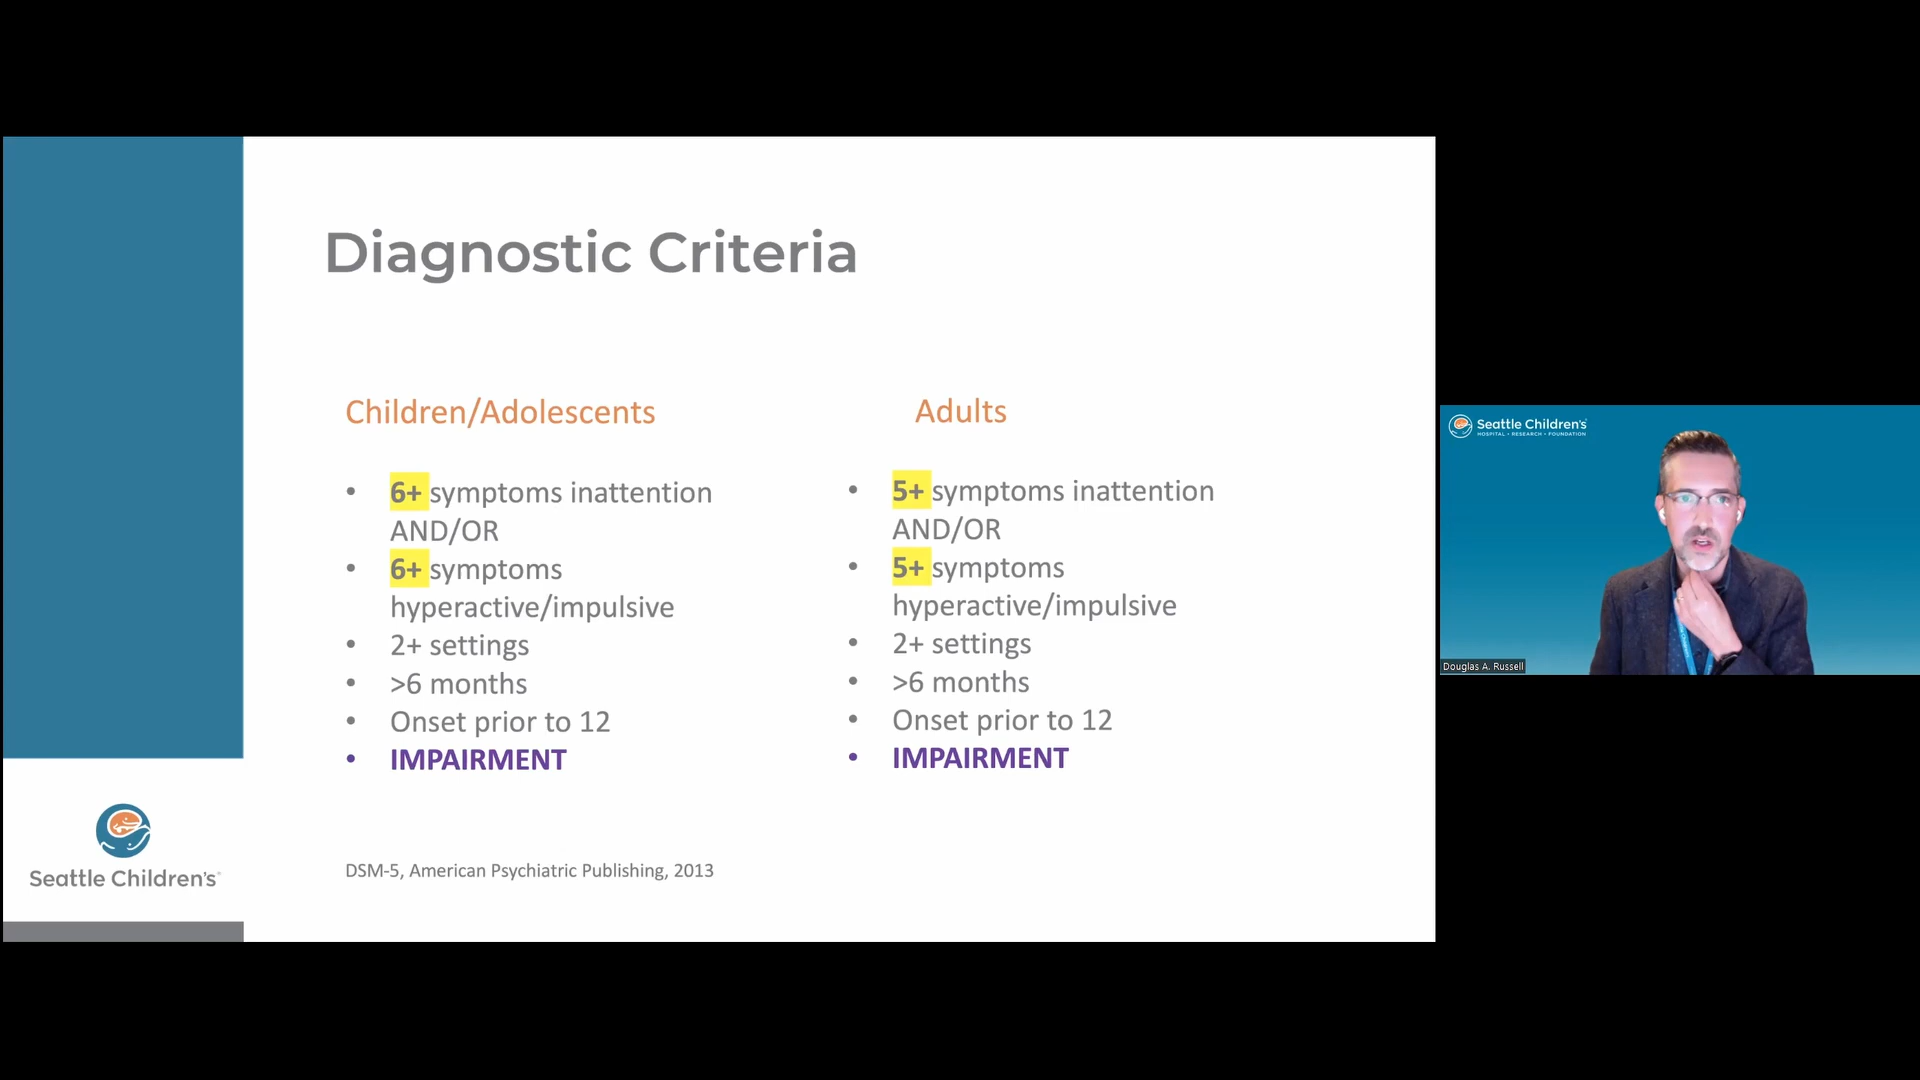 Diagnostic Criteria
Children/Adolescents
• 6+ symptoms inattention
AND/OR
• 6+ symptoms
hyperactive/impulsive
• 2+ settings
• >6 months
• Onset prior to 12
• IMPAIRMENT
Adults
• 5+ symptoms inattention
AND/OR
• 5+ symptoms
hyperactive/impulsive
• 2+ settings
• >6 months
• Onset prior to 12
• IMPAIRMENT
DSM-5, American Psychiatric Publishing, 2013
Seattle Children's
Seattle Children's
HOSPITAL • RESEARCH • FOUNDATION
Douglas A. Russell